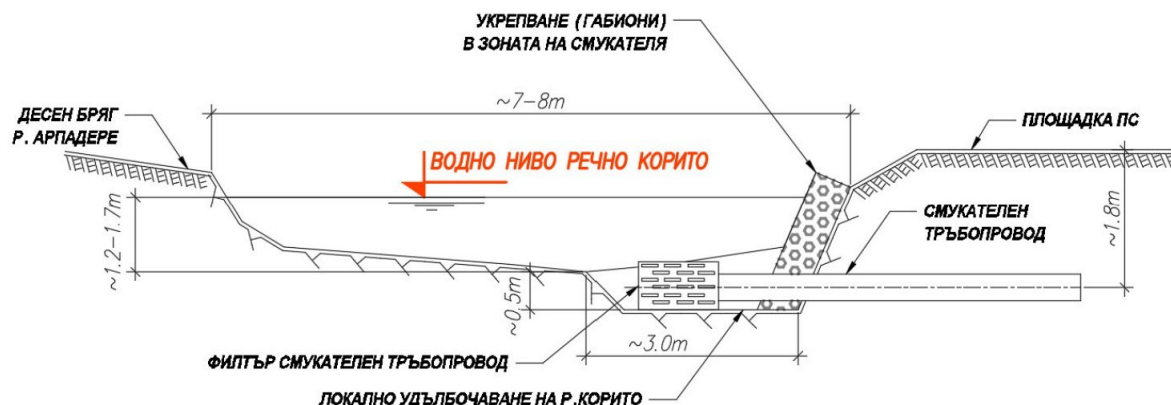 УКРЕПВАНЕ (ГАБИОНИ)
В ЗОНАТА НА СМУКАТЕЛЯ
~7-8m
ДЕСЕН БРЯГ
Р. АРПАДЕРЕ
ПЛОЩАДКА ПС
ВОДНО НИВО РЕЧНО КОРИТО
~1.2-1.7m
СМУКАТЕЛЕН
ТРЪБОПРОВОД
~1.8m
~0.5m
~3.0m
ФИЛТЪР СМУКАТЕЛЕН ТРЪБОПРОВОД
ЛОКАЛНО УДЪЛБОЧАВАНЕ НА Р.КОРИТО